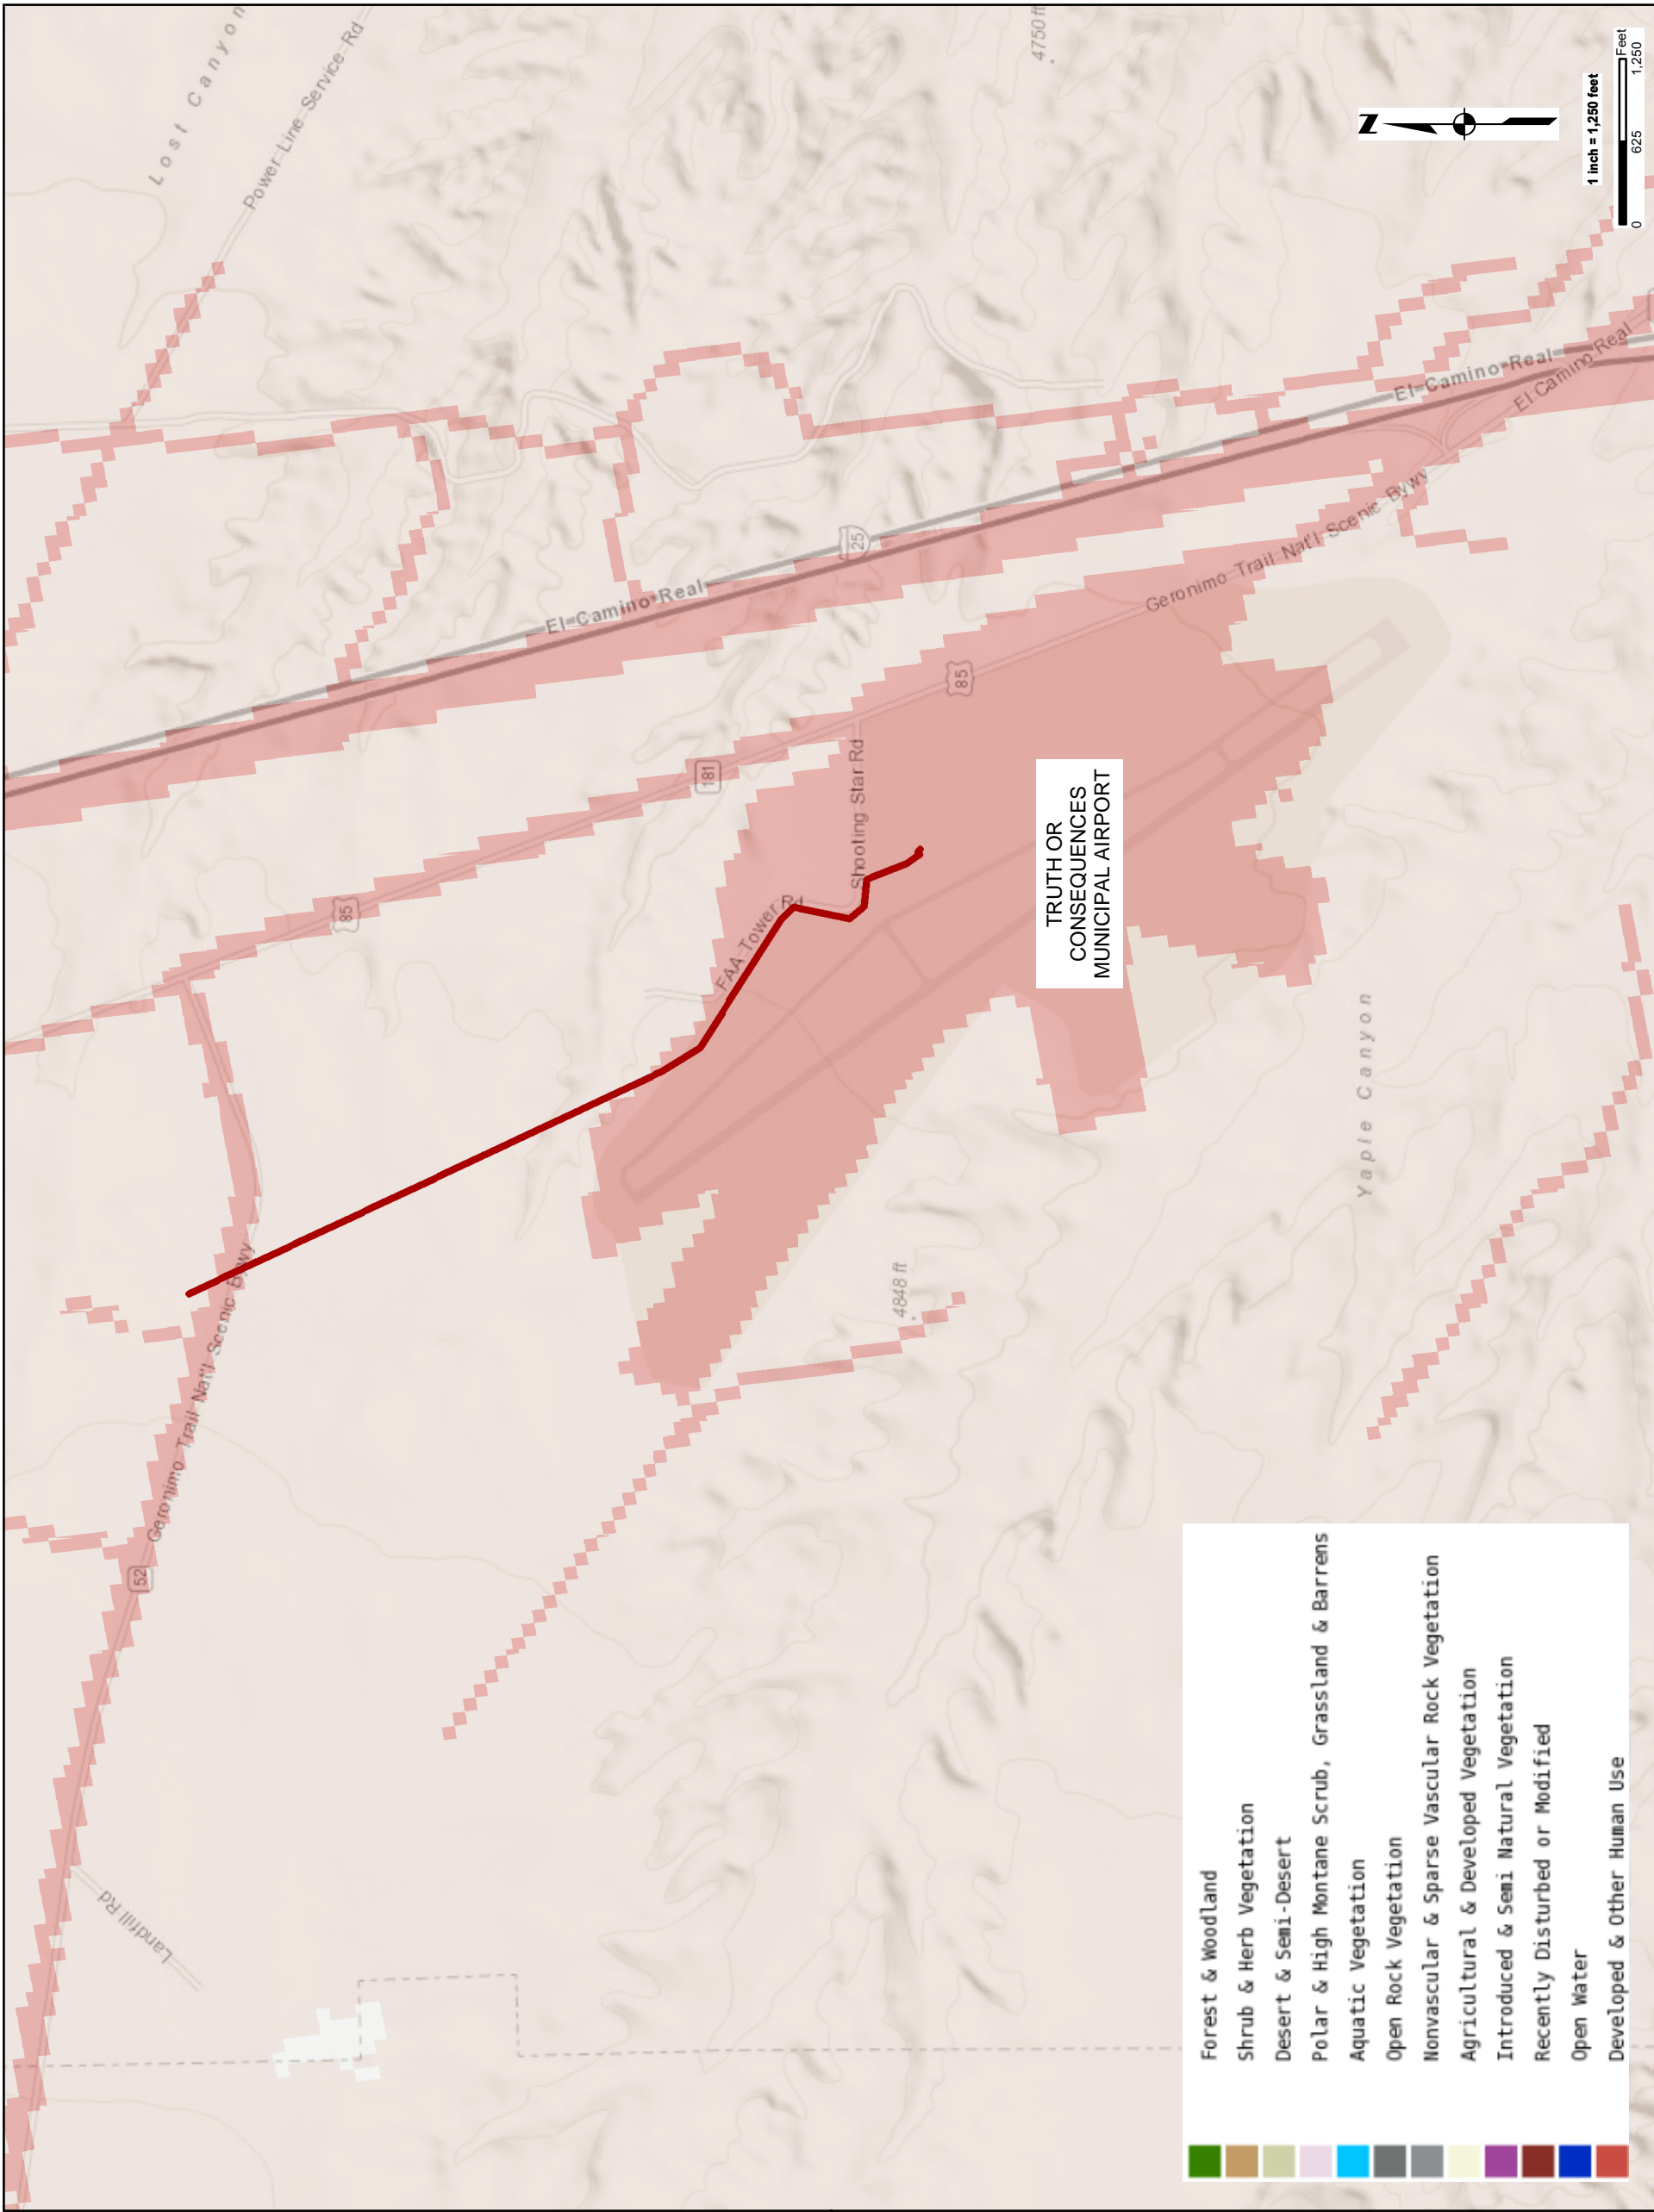 Lost Canyon
Power Line Service Rd
4750 ft
El Camino Real
25
El Camino Real
El Camino Real
Geronimo Trail Nat'l Scenic Bywy
85
181
85
Shooting Star Rd
FAA Tower Rd
TRUTH OR
CONSEQUENCES
MUNICIPAL AIRPORT
Geronimo Trail Nat'l Scenic Bywy
52
Landfill Rd
4848 ft
Yaple Canyon
N
1 inch = 1,250 feet
Feet
0 625 1,250
Forest & Woodland
Shrub & Herb Vegetation
Desert & Semi-Desert
Polar & High Montane Scrub, Grassland & Barrens
Aquatic Vegetation
Open Rock Vegetation
Nonvascular & Sparse Vascular Rock Vegetation
Agricultural & Developed Vegetation
Introduced & Semi Natural Vegetation
Recently Disturbed or Modified
Open Water
Developed & Other Human Use